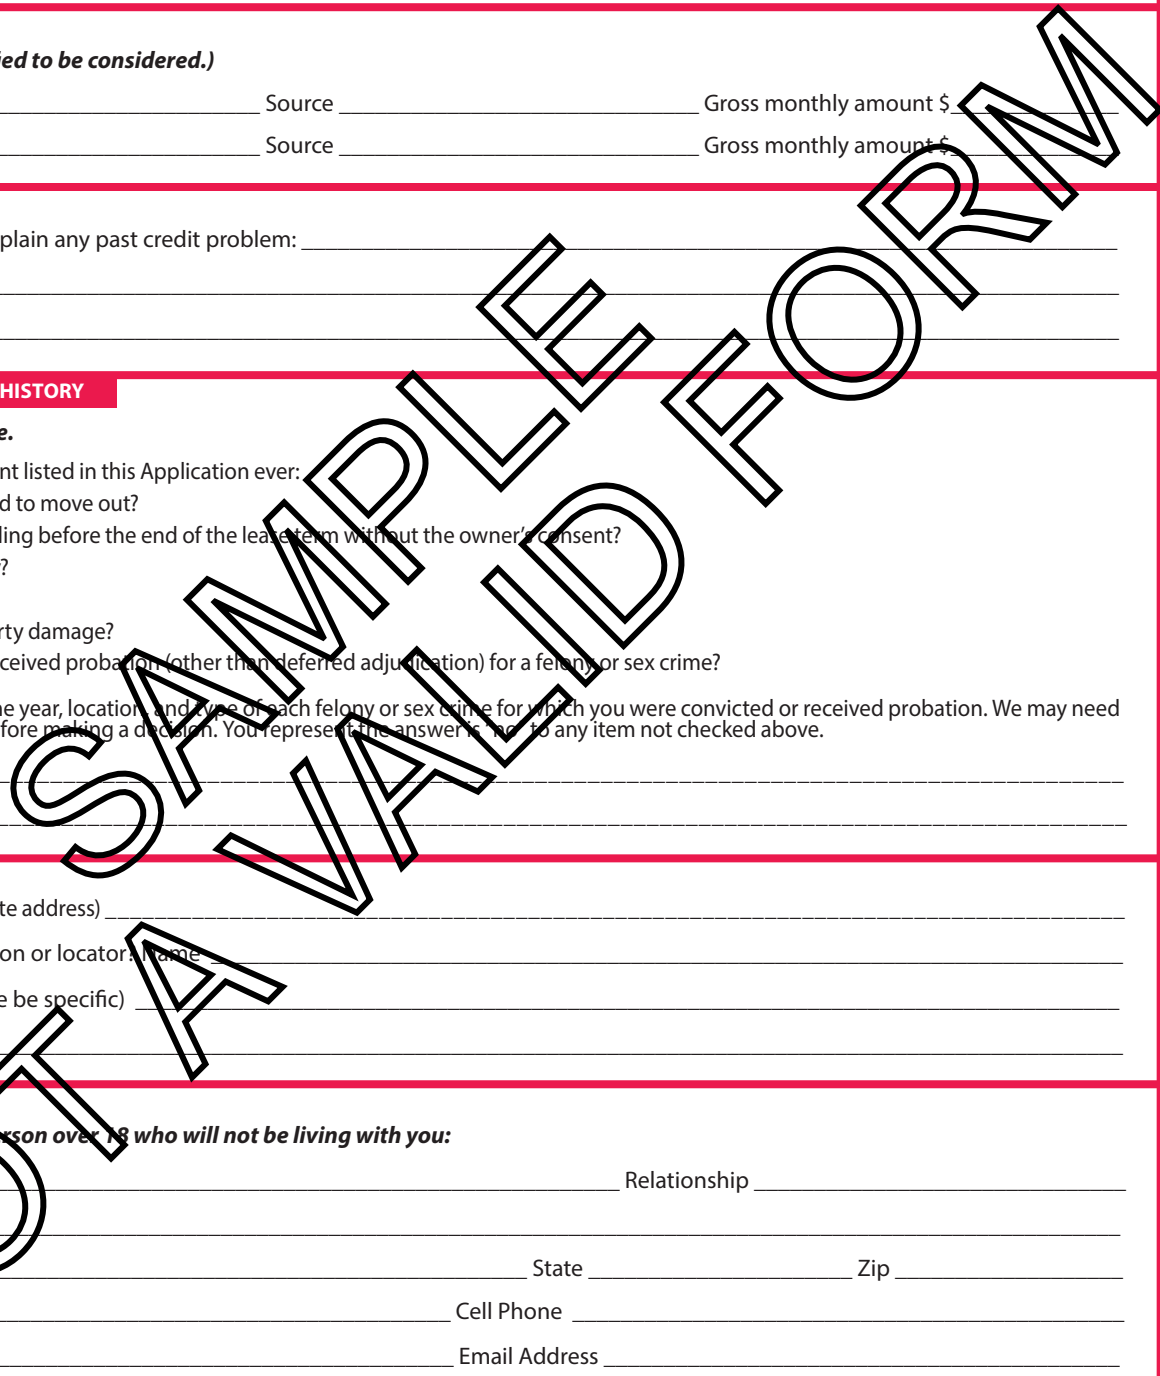 ied to be considered.)
Source Gross monthly amount $
Source Gross monthly amount $
plain any past credit problem:
HISTORY
e.
nt listed in this Application ever:
d to move out?
ling before the end of the lease term without the owner's consent?
?
rty damage?
ceived probation (other than deferred adjudication) for a felony or sex crime?
he year, location, and type of each felony or sex crime for which you were convicted or received probation. We may need
fore making a decision. You represent the answer is "no" to any item not checked above.
te address)
on or locator? Name
e be specific)
erson over 18 who will not be living with you:
Relationship
State Zip
Cell Phone
Email Address
SAMPLE
OT A VALID FORM